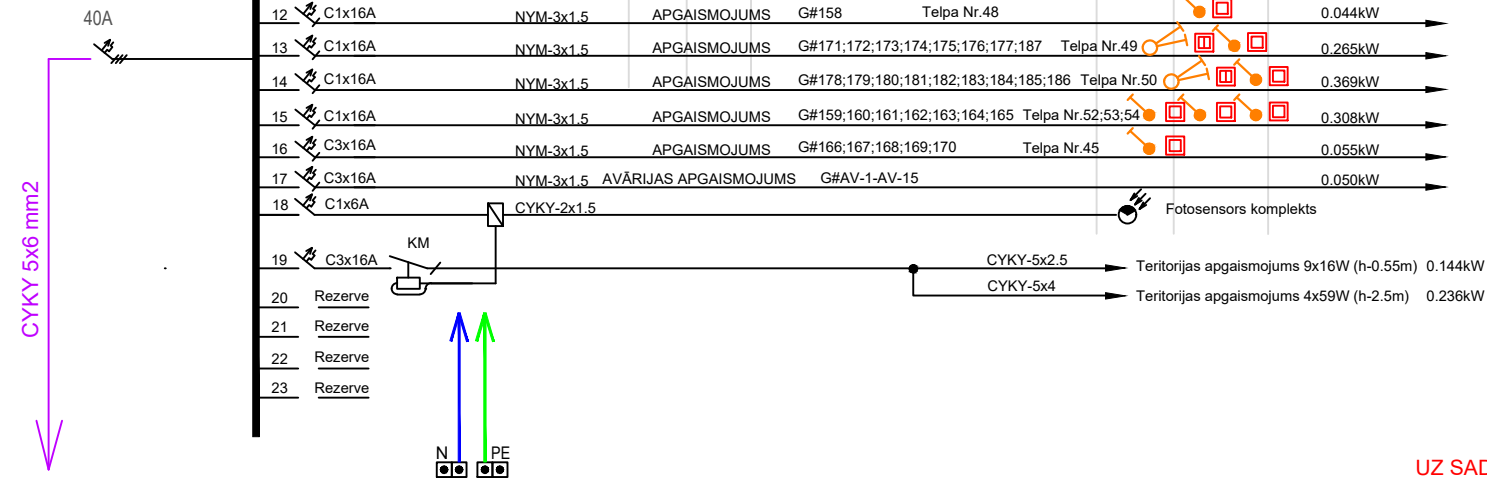 40A
12 C1x16A NYM-3x1.5 APGAISMOJUMS G#158 Telpa Nr.48 0.044kW
13 C1x16A NYM-3x1.5 APGAISMOJUMS G#171;172;173;174;175;176;177;187 Telpa Nr.49 0.265kW
14 C1x16A NYM-3x1.5 APGAISMOJUMS G#178;179;180;181;182;183;184;185;186 Telpa Nr.50 0.369kW
15 C1x16A NYM-3x1.5 APGAISMOJUMS G#159;160;161;162;163;164;165 Telpa Nr.52;53;54 0.308kW
16 C3x16A NYM-3x1.5 APGAISMOJUMS G#166;167;168;169;170 Telpa Nr.45 0.055kW
17 C3x16A NYM-3x1.5 AVĀRIJAS APGAISMOJUMS G#AV-1-AV-15 0.050kW
18 C1x6A CYKY-2x1.5 Fotosensors komplekts
KM
19 C3x16A CYKY-5x2.5 Teritorijas apgaismojums 9x16W (h-0.55m) 0.144kW
CYKY-5x4 Teritorijas apgaismojums 4x59W (h-2.5m) 0.236kW
20 Rezerve
21 Rezerve
22 Rezerve
23 Rezerve
CYKY 5x6 mm2
N PE
UZ SAD